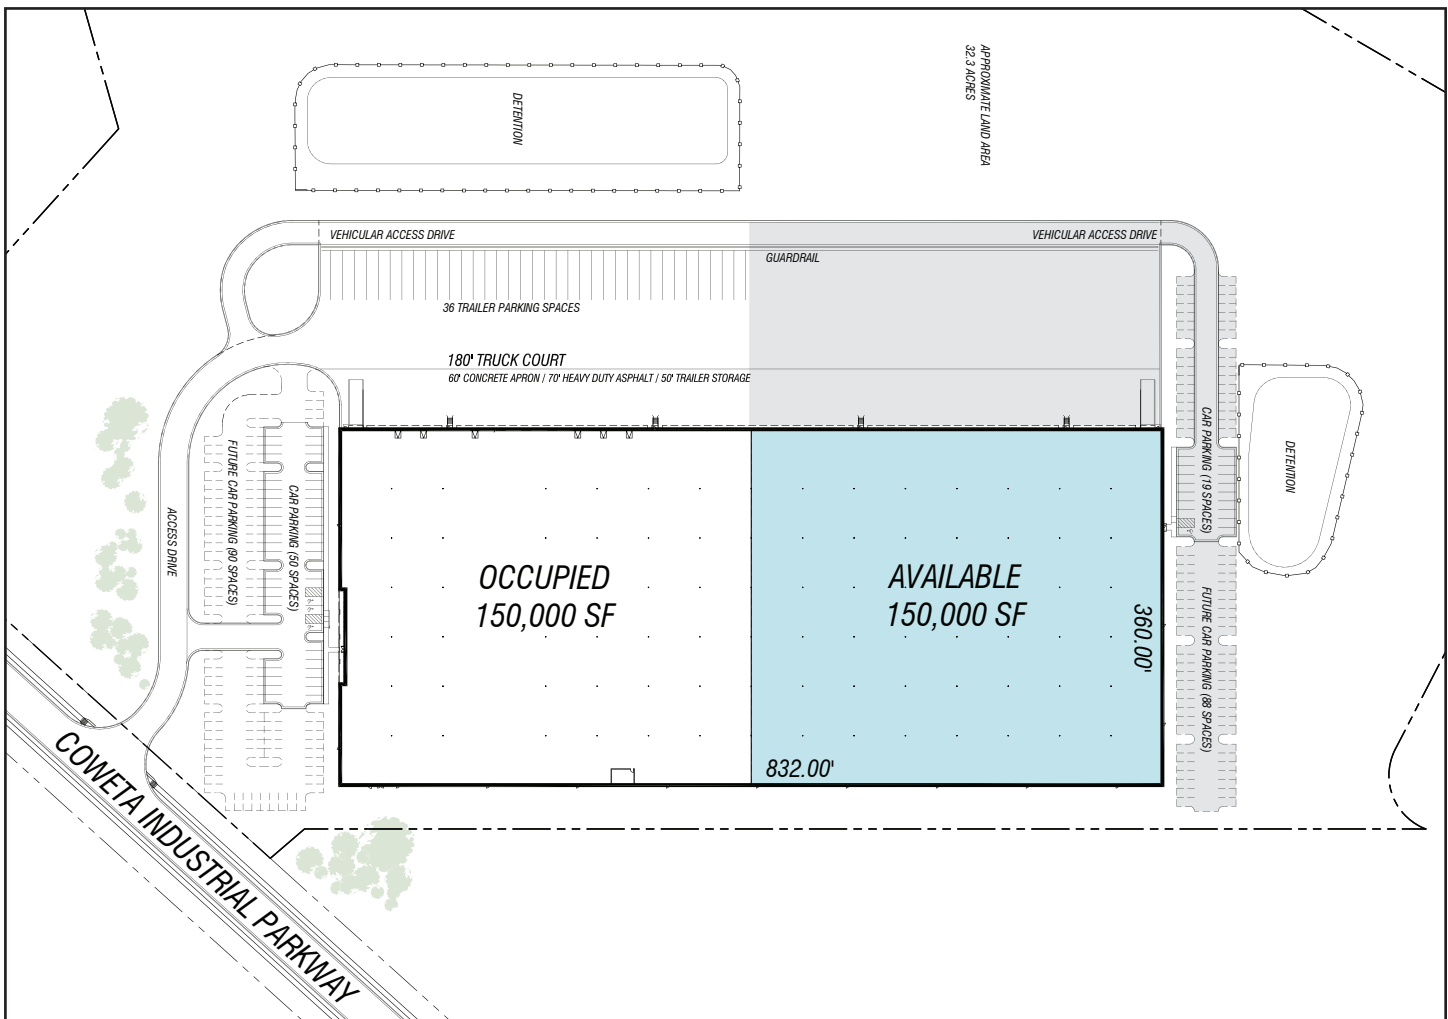 APPROXIMATE LAND AREA
32.3 ACRES
DETENTION
VEHICULAR ACCESS DRIVE
VEHICULAR ACCESS DRIVE
GUARDRAIL
36 TRAILER PARKING SPACES
180' TRUCK COURT
60' CONCRETE APRON / 70' HEAVY DUTY ASPHALT / 50' TRAILER STORAGE
ACCESS DRIVE
FUTURE CAR PARKING (90 SPACES)
CAR PARKING (50 SPACES)
OCCUPIED
150,000 SF
AVAILABLE
150,000 SF
360.00'
832.00'
CAR PARKING (19 SPACES)
DETENTION
FUTURE CAR PARKING (88 SPACES)
COWETA INDUSTRIAL PARKWAY